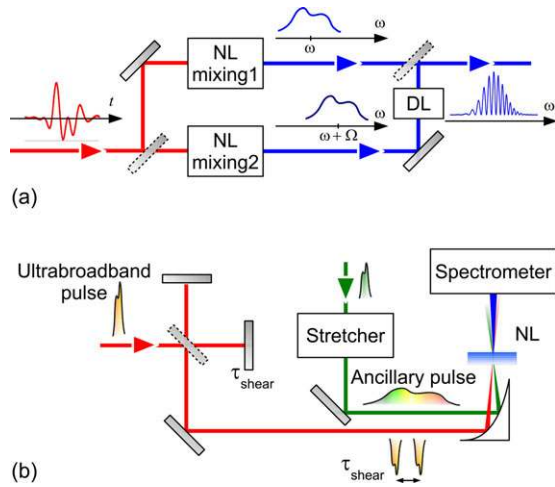 ω
ω
NL
mixing1
t
DL
NL
mixing2
ω
ω + Ω
ω
(a)
Ultrabroadband
pulse
Spectrometer
Stretcher
NL
τshear
Ancillary pulse
τshear
(b)